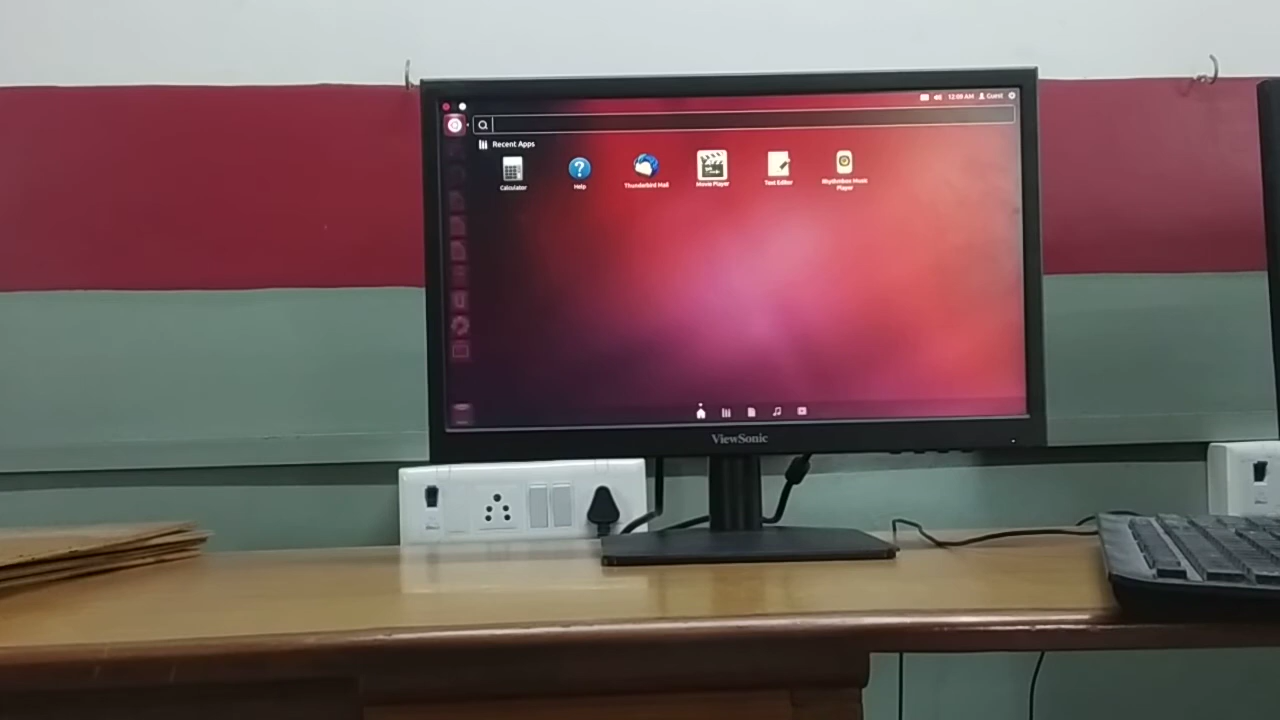 12:09 AM Guest
Recent Apps
Calculator
Help
Thunderbird Mail
Movie Player
Text Editor
Rhythmbox Music
Player
ViewSonic